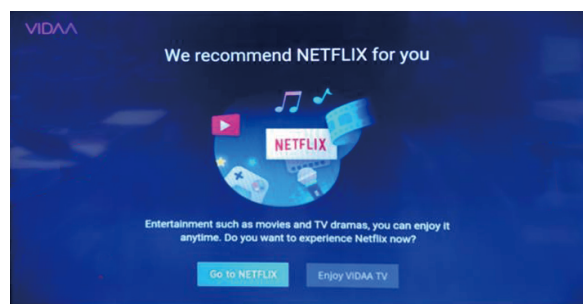 VIDAA
We recommend NETFLIX for you
NETFLIX
Entertainment such as movies and TV dramas, you can enjoy it
anytime. Do you want to experience Netflix now?
Go to NETFLIX
Enjoy VIDAA TV